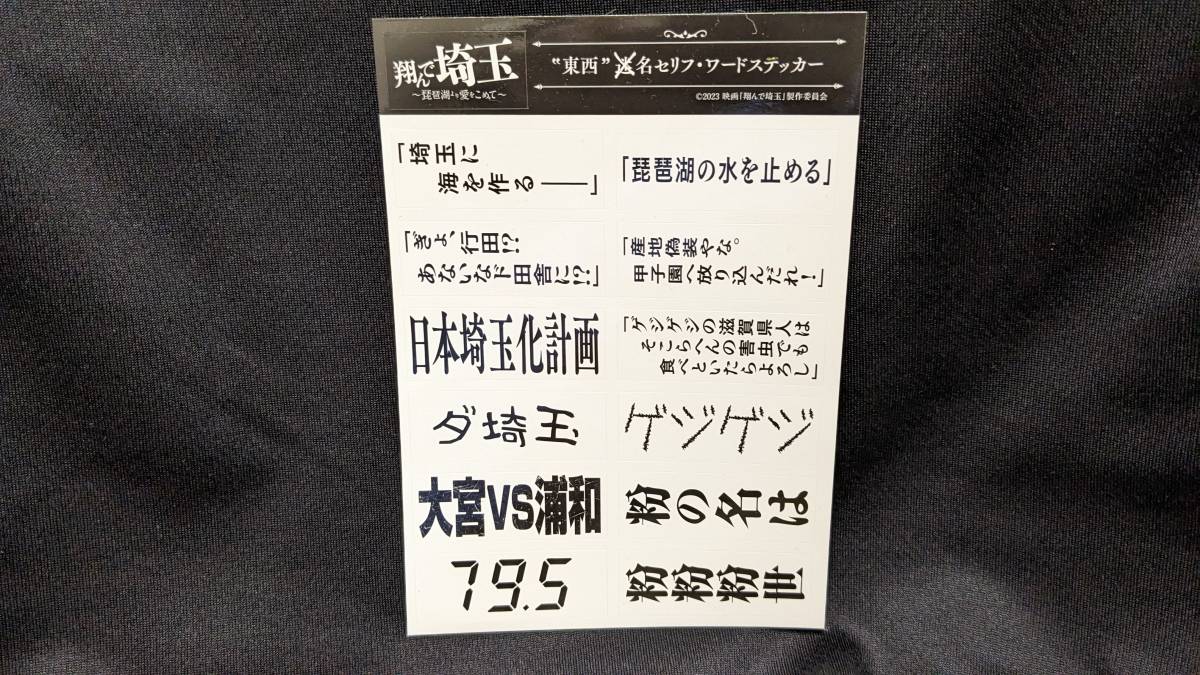 翔んで埼玉
～琵琶湖より愛をこめて～
“東西”迷名セリフ・ワードステッカー
©2023 映画「翔んで埼玉」製作委員会
「埼玉に
海を作る――」
「琵琶湖の水を止める」
「ぎょ、行田!?
あないなド田舎に!?」
「産地偽装やな。
甲子園へ放り込んだれ!」
日本埼玉化計画
「ゲジゲジの滋賀県人は
そこらへんの害虫でも
食べといたらよろし」
ダ埼玉
ゲジゲジ
大宮VS浦和
粉の名は
79.5
粉粉粉世